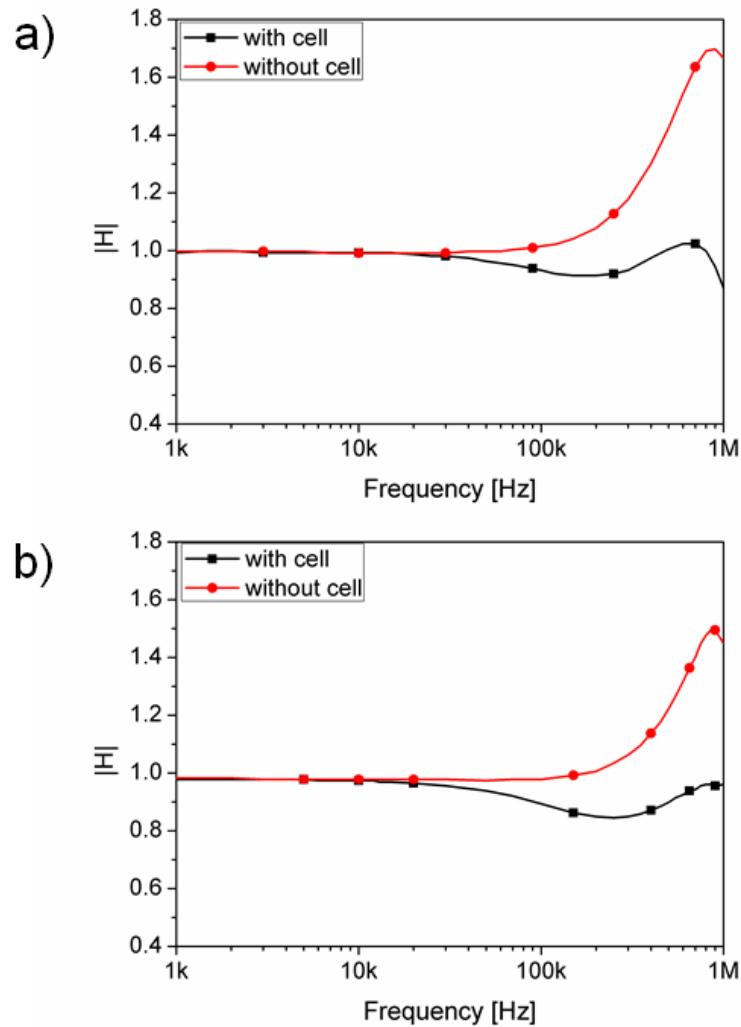 a)
1.8
1.6
1.4
1.2
1.0
0.8
0.6
0.4
|H|
with cell
without cell
1k
10k
100k
1M
Frequency [Hz]
b)
1.8
1.6
1.4
1.2
1.0
0.8
0.6
0.4
|H|
with cell
without cell
1k
10k
100k
1M
Frequency [Hz]